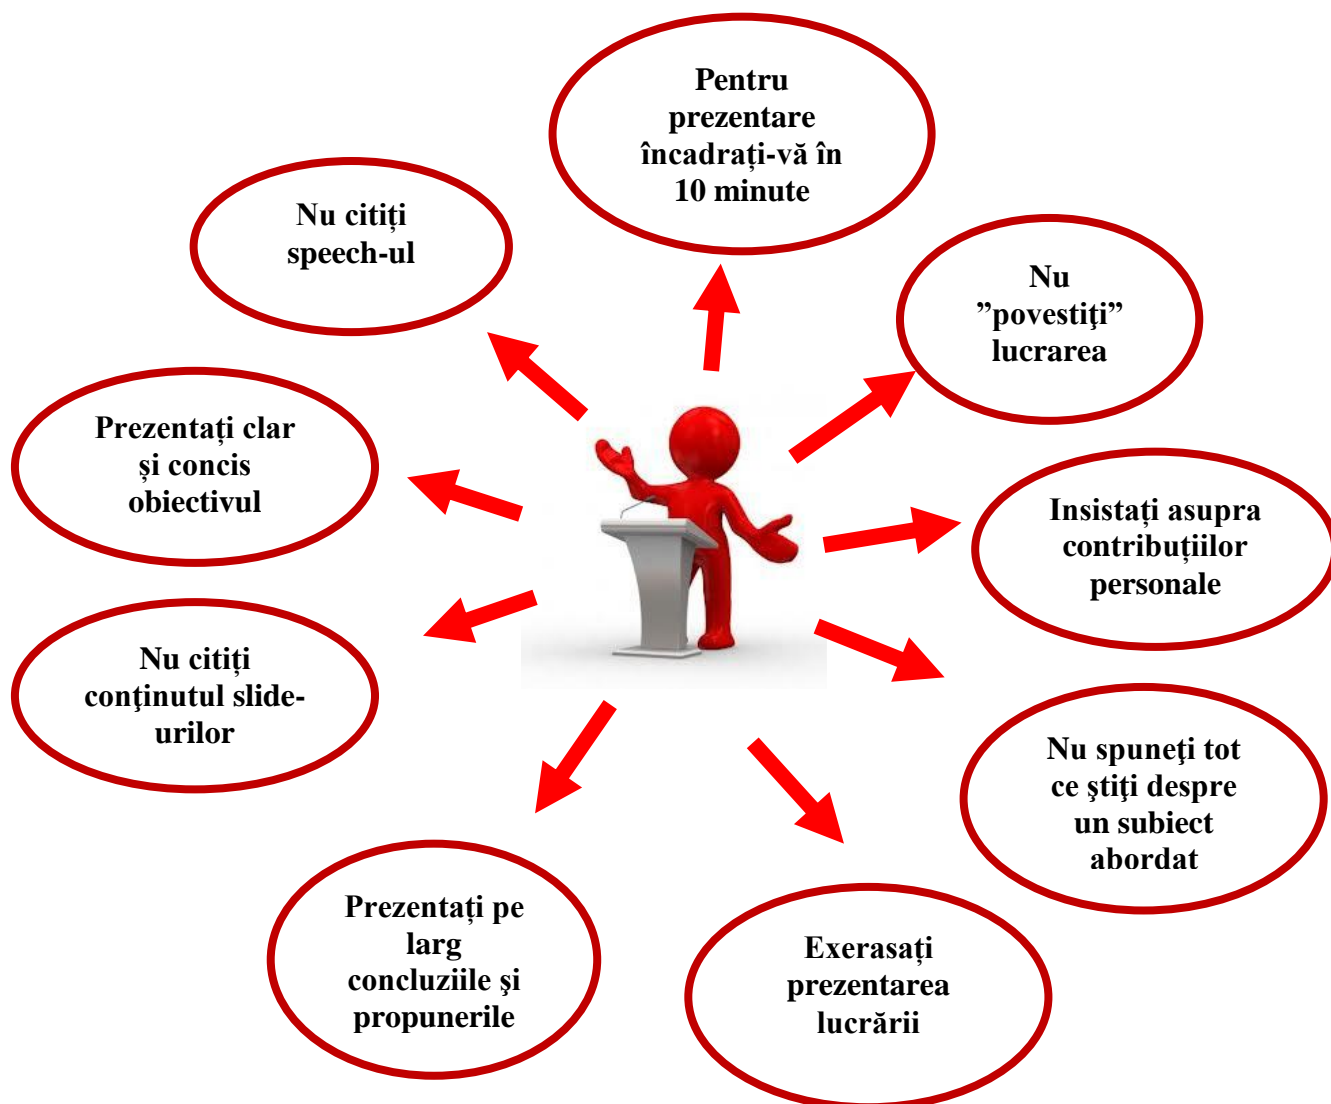 Pentru
prezentare
încadrați-vă în
10 minute
Nu citiți
speech-ul
Nu
”povestiţi”
lucrarea
Prezentați clar
și concis
obiectivul
Insistați asupra
contribuțiilor
personale
Nu citiți
conţinutul slide-
urilor
Nu spuneţi tot
ce ştiţi despre
un subiect
abordat
Prezentați pe
larg
concluziile şi
propunerile
Exerasați
prezentarea
lucrării